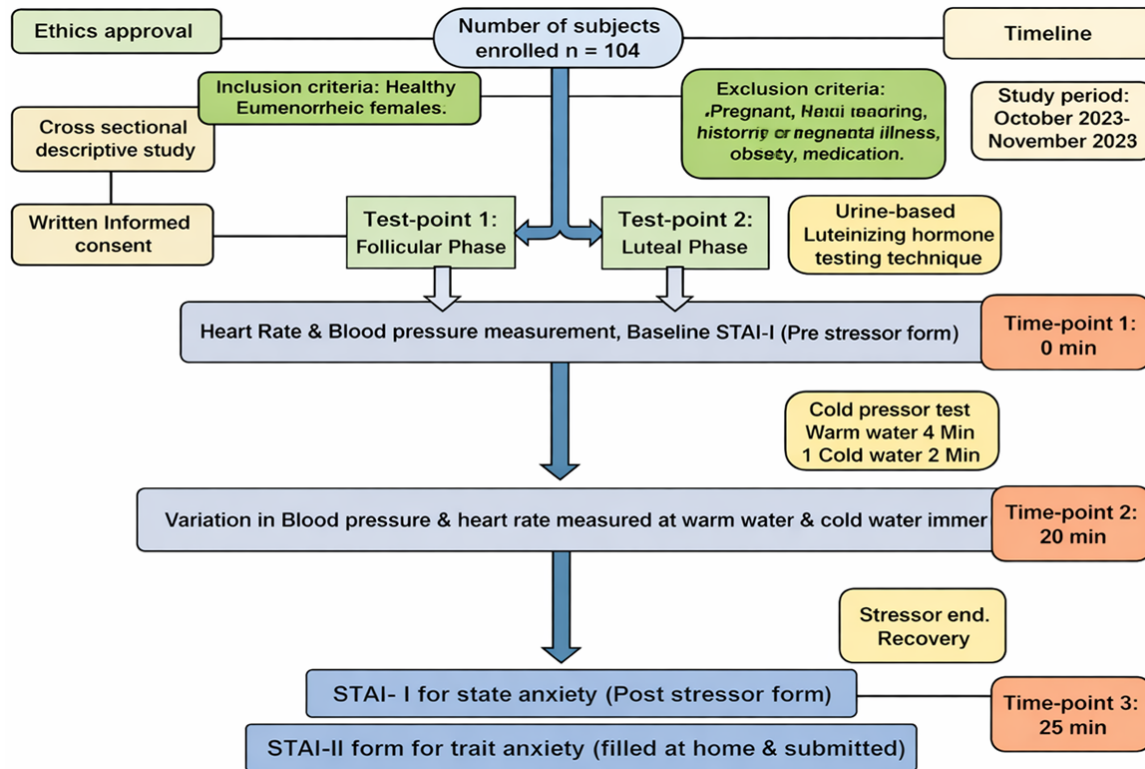 Ethics approval
Number of subjects
enrolled n = 104
Timeline
Inclusion criteria: Healthy
Eumenorrheic females.
Exclusion criteria:
Pregnant,
illness,
medication.
Study period:
October 2023-
November 2023
Cross sectional
descriptive study
Written Informed
consent
Test-point 1:
Follicular Phase
Test-point 2:
Luteal Phase
Urine-based
Luteinizing hormone
testing technique
Heart Rate & Blood pressure measurement, Baseline STAI-I (Pre stressor form)
Time-point 1:
0 min
Cold pressor test
Warm water 4 Min
1 Cold water 2 Min
Variation in Blood pressure & heart rate measured at warm water & cold water immer
Time-point 2:
20 min
Stressor end.
Recovery
STAI- I for state anxiety (Post stressor form)
Time-point 3:
25 min
STAI-II form for trait anxiety (filled at home & submitted)